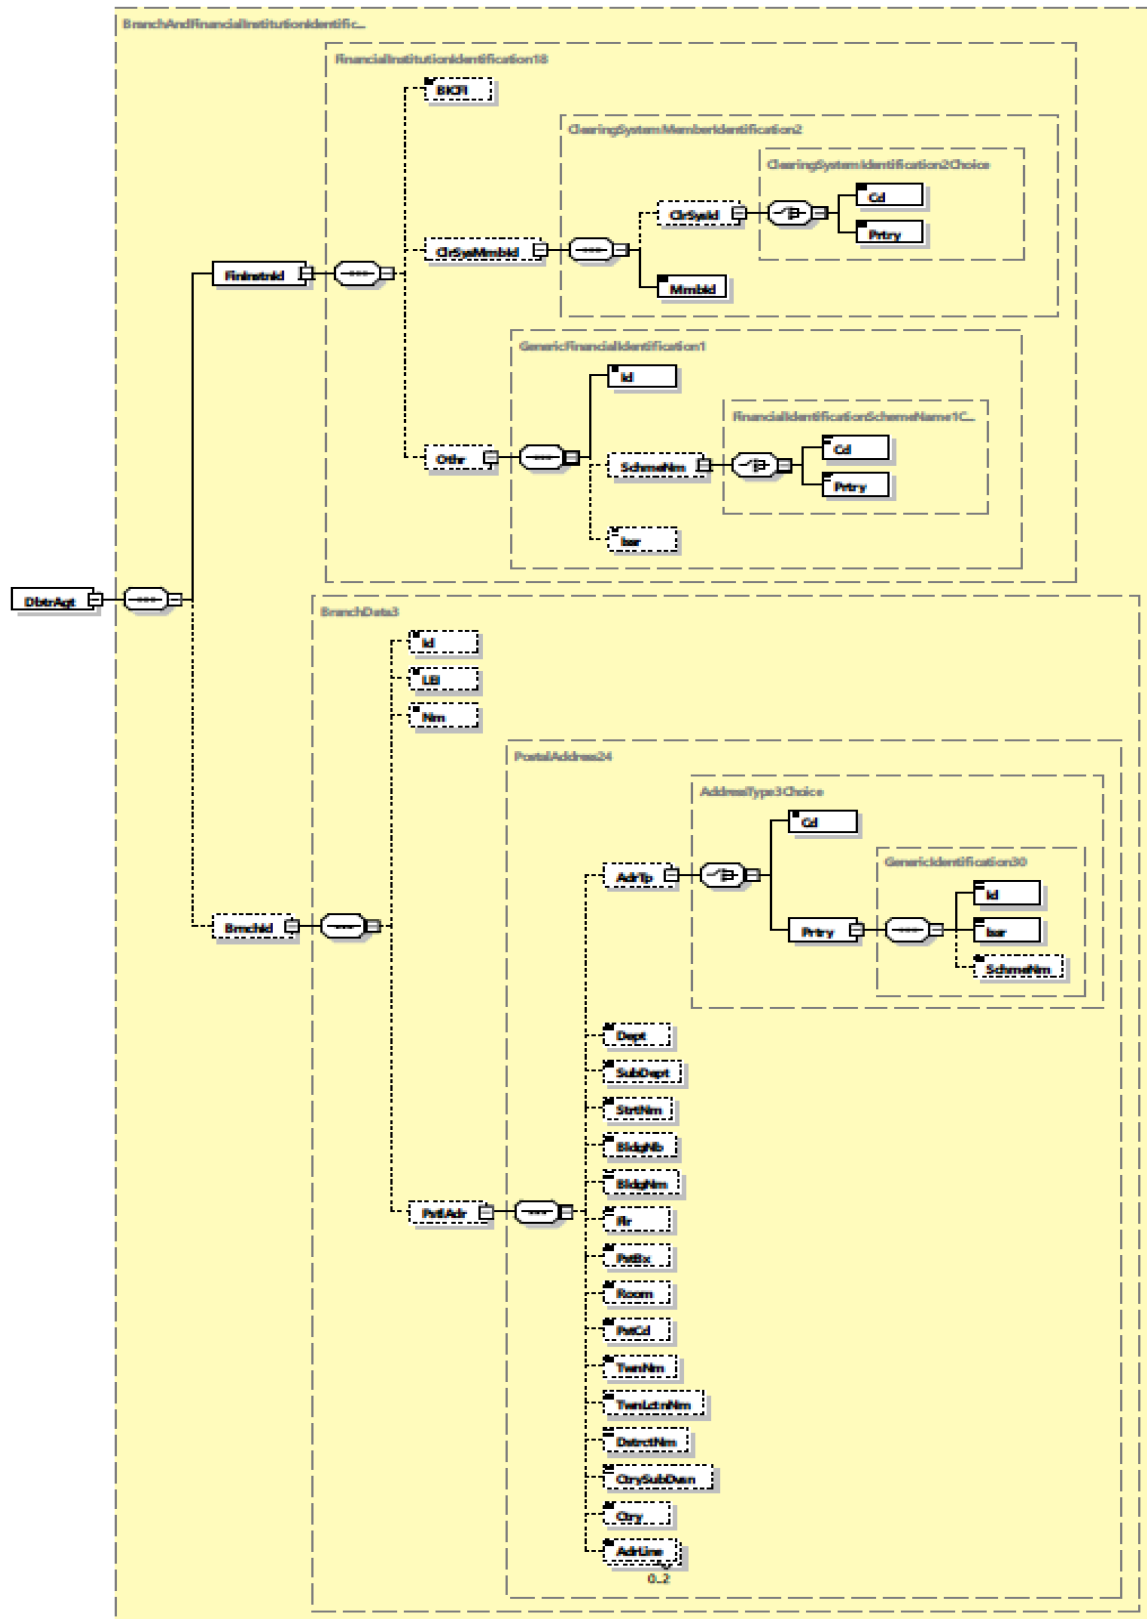 BranchAndFinancialInstitutionIdentific...
FinancialInstitutionIdentification18
BICFI
ClearingSystemMemberIdentification2
ClearingSystemIdentification2Choice
Cd
ClrSysId
Prtry
ClrSysMmbId
FinInstnId
MmbId
GenericFinancialIdentification1
Id
FinancialIdentificationSchemeName1C...
Cd
Othr
SchmeNm
Prtry
Issr
DbtrAgt
BranchData3
Id
LEI
Nm
PostalAddress24
AddressType3Choice
Cd
GenericIdentification30
AdrTp
Id
BrnchId
Prtry
Issr
SchmeNm
Dept
SubDept
StrtNm
BldgNb
BldgNm
PstlAdr
Flr
PstBx
Room
PstCd
TwnNm
TwnLctnNm
DstrctNm
CtrySubDvsn
Ctry
AdrLine
0..2